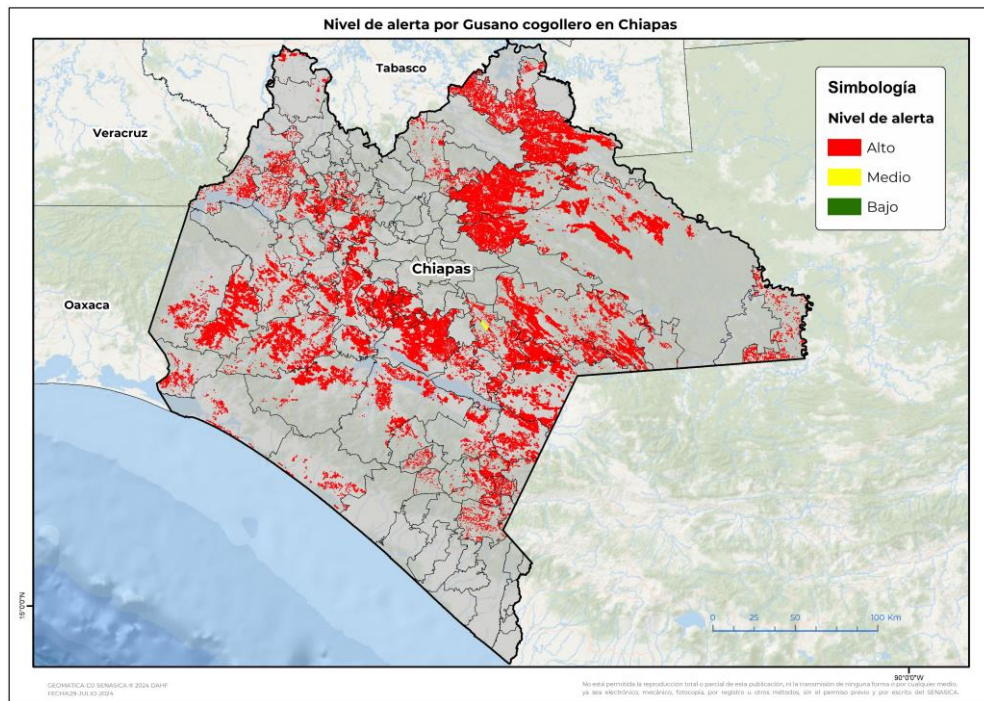 Nivel de alerta por Gusano cogollero en Chiapas
Tabasco
Veracruz
Simbología
Nivel de alerta
Alto
Medio
Bajo
Chiapas
Oaxaca
0 25 50 100 Km
15°0'0"N
90°0'0"W
GEOMATICA-DJ SENASICA ® 2024 DAHF
FECHA:29-JULIO-2024
No está permitida la reproducción total o parcial de esta publicación, ni la transmisión de ninguna forma o por cualquier medio,
ya sea electrónico, mecánico, fotocopia, por registro u otros métodos, sin el permiso previo y por escrito del SENASICA.